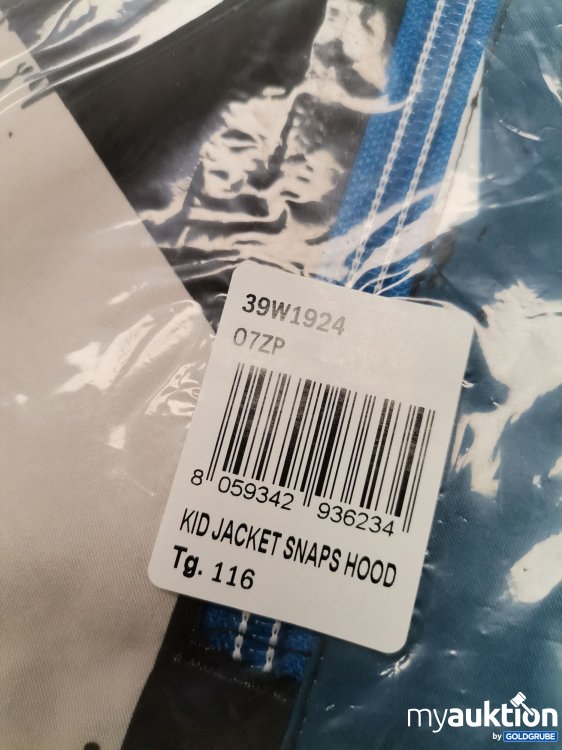 39W1924
07ZP
8 059342 936234
KID JACKET SNAPS HOOD
Tg. 116
myauktion
by GOLDGRUBE